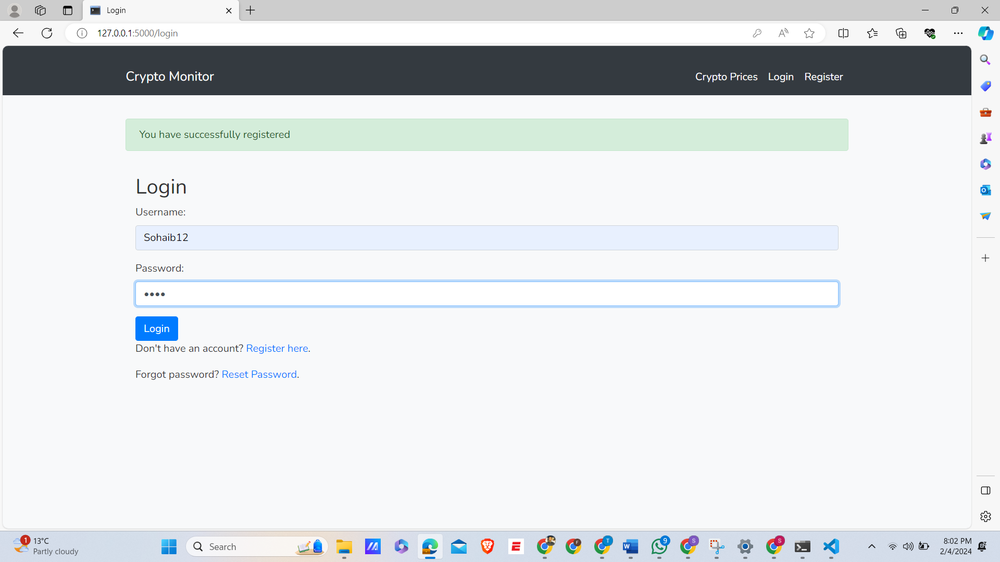 Login
127.0.0.1:5000/login
Crypto Monitor
Crypto Prices Login Register
You have successfully registered
Login
Username:
Sohaib12
Password:
••••
Login
Don't have an account? Register here.
Forgot password? Reset Password.
1
13°C
Partly cloudy
Search
F
T
W
9
S
S
8:02 PM
2/4/2024